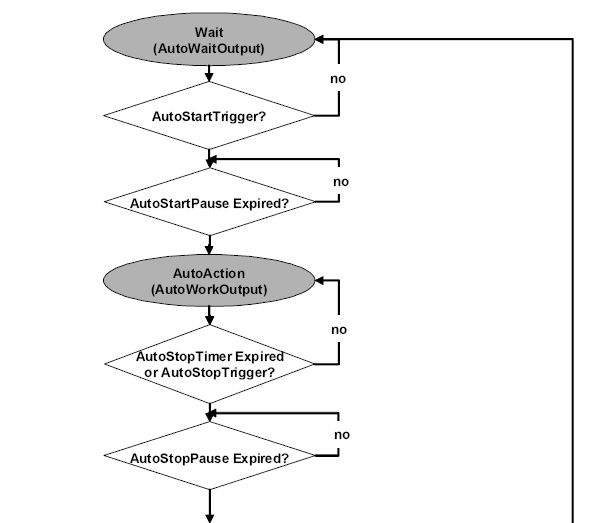 Wait
(AutoWaitOutput)
no
AutoStartTrigger?
no
AutoStartPause Expired?
AutoAction
(AutoWorkOutput)
no
AutoStopTimer Expired
or AutoStopTrigger?
no
AutoStopPause Expired?